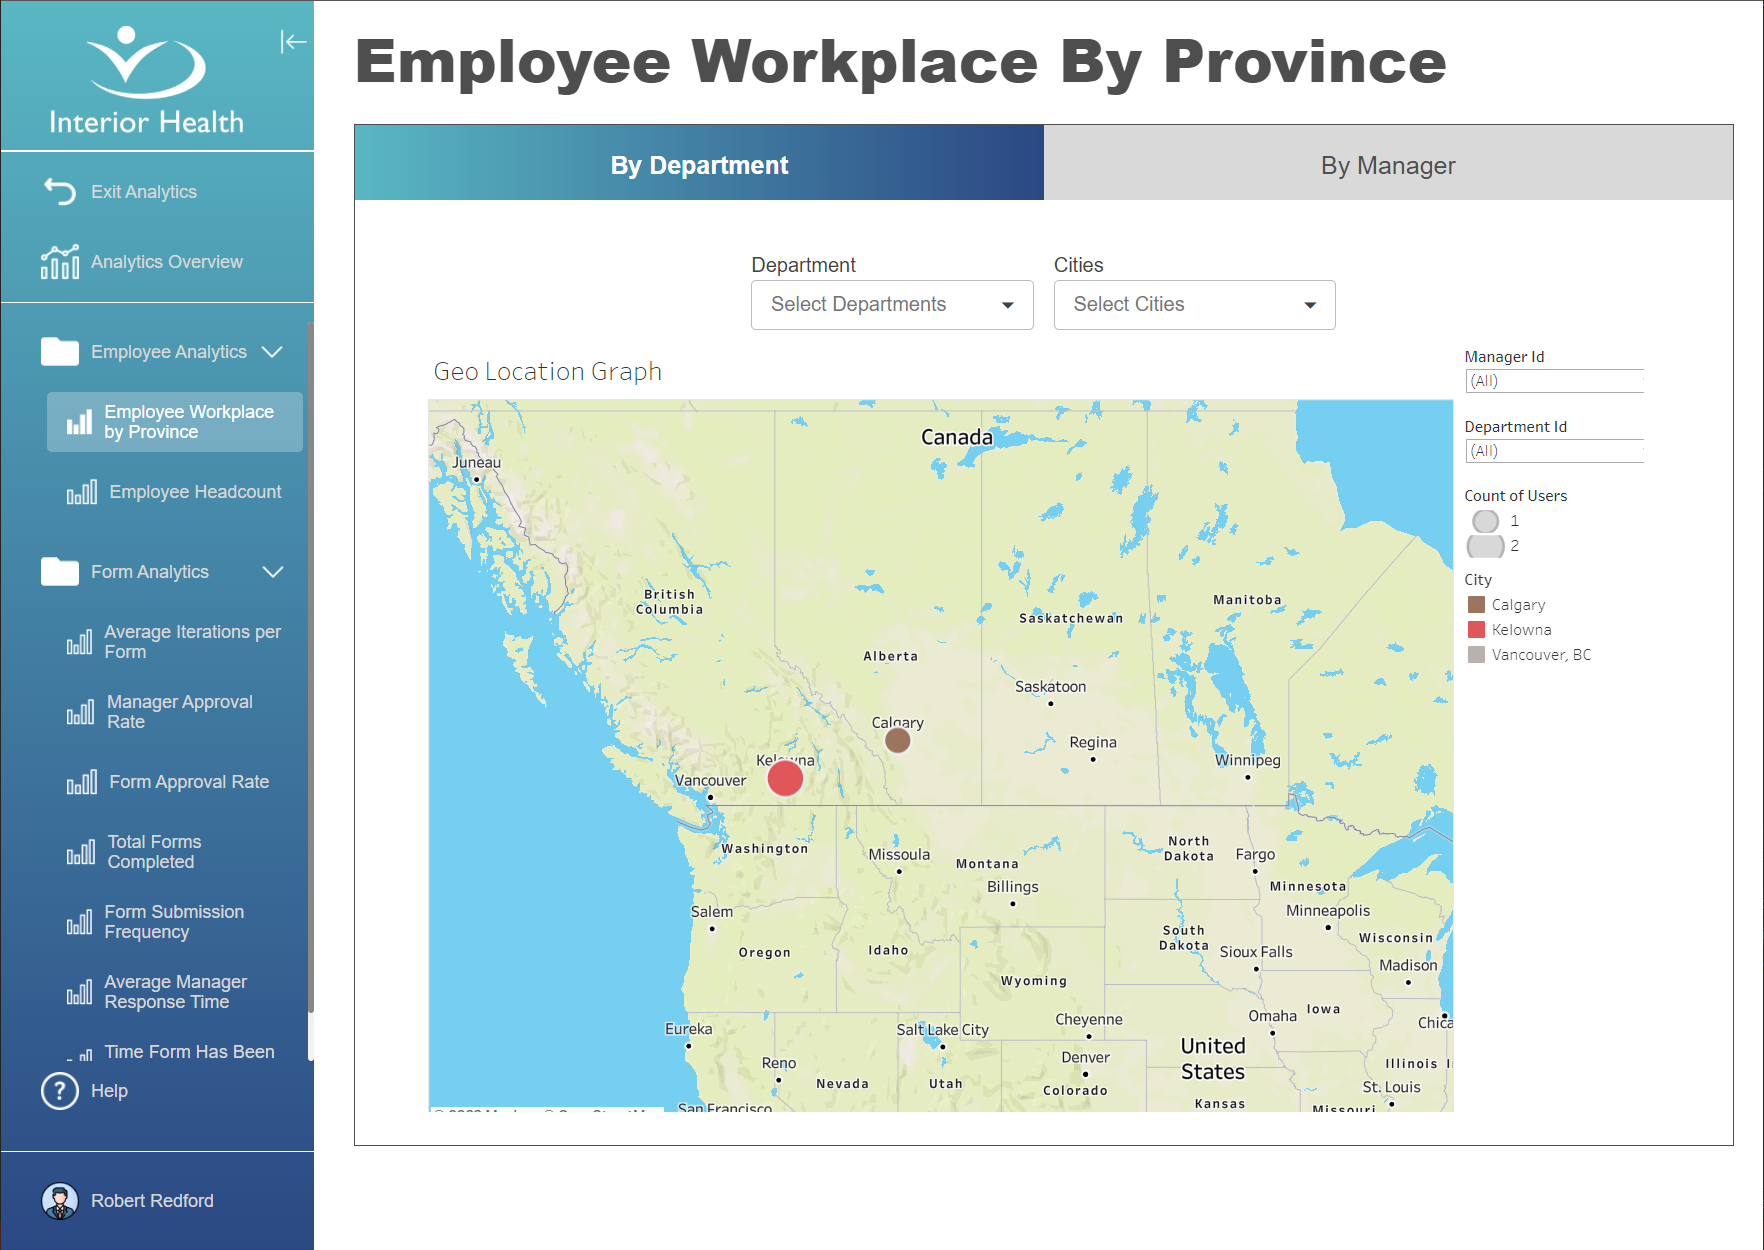 Interior Health
Exit Analytics
Analytics Overview
Employee Analytics
Employee Workplace
by Province
Employee Headcount
Form Analytics
Average Iterations per
Form
Manager Approval
Rate
Form Approval Rate
Total Forms
Completed
Form Submission
Frequency
Average Manager
Response Time
Time Form Has Been
? Help
Robert Redford
Employee Workplace By Province
By Department
By Manager
Department
Select Departments
Cities
Select Cities
Geo Location Graph
Canada
Juneau
British
Columbia
Saskatchewan
Manitoba
Alberta
Saskatoon
Calgary
Regina
Kelowna
Vancouver
Winnipeg
Washington
Missoula
Montana
North
Dakota
Fargo
Billings
Minnesota
Salem
Minneapolis
Oregon
Idaho
South
Dakota
Sioux Falls
Wisconsin
Madison
Wyoming
Iowa
Omaha
Cheyenne
Chica
Eureka
Salt Lake City
United
States
Reno
Denver
Nevada
Utah
Colorado
Illinois
St. Louis
Kansas
San Francisco
Missouri
Manager Id
(All)
Department Id
(All)
Count of Users
1
2
City
Calgary
Kelowna
Vancouver, BC